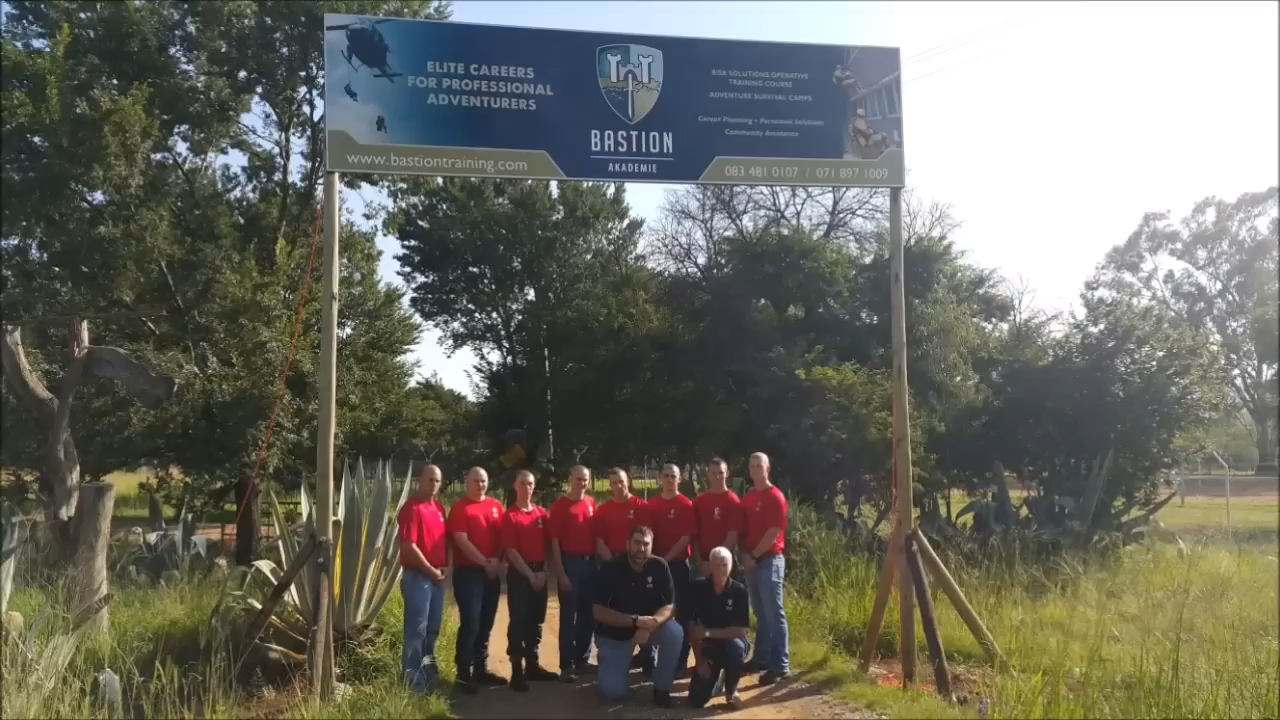 ELITE CAREERS
FOR PROFESSIONAL
ADVENTURERS
www.bastiontraining.com
BASTION
AKADEMIE
RISK SOLUTIONS OPERATIVE
TRAINING COURSE
ADVENTURE SURVIVAL CAMPS
Career Planning - Personnel Solutions
Community Assistance
083 481 0107 / 071 897 1009